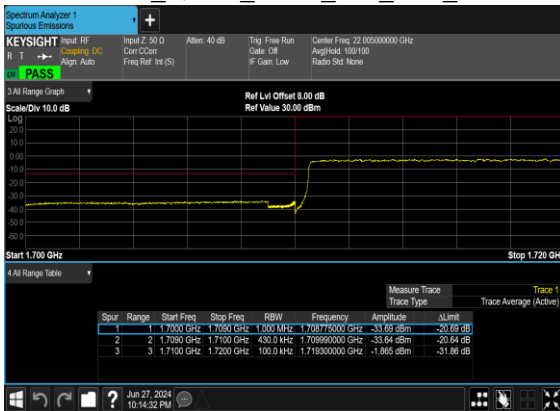 Spectrum Analyzer 1
Spurious Emissions
+
KEYSIGHT Input: RF Input Z: 50 Ω Atten: 40 dB Trig: Free Run Center Freq: 22.005000000 GHz
R T Coupling: DC Corr CCorr Gate: Off Avg|Hold: 100/100
Align: Auto Freq Ref: Int (S) IF Gain: Low Radio Std: None
LXI PASS
3 All Range Graph
Ref Lvl Offset 8.00 dB
Scale/Div 10.0 dB Ref Value 30.00 dBm
Log
20.0
10.0
0.00
-10.0
-20.0
-30.0
-40.0
-50.0
-60.0
Start 1.700 GHz Stop 1.720 GH
4 All Range Table
Measure Trace Trace 1
Trace Type Trace Average (Active)
Spur Range Start Freq Stop Freq RBW Frequency Amplitude ΔLimit
1 1 1.7000 GHz 1.7090 GHz 1.000 MHz 1.708775000 GHz -33.69 dBm -20.69 dB
2 2 1.7090 GHz 1.7100 GHz 430.0 kHz 1.709990000 GHz -33.64 dBm -20.64 dB
3 3 1.7100 GHz 1.7200 GHz 100.0 kHz 1.719300000 GHz -1.865 dBm -31.86 dB
? Jun 27, 2024
10:14:32 PM